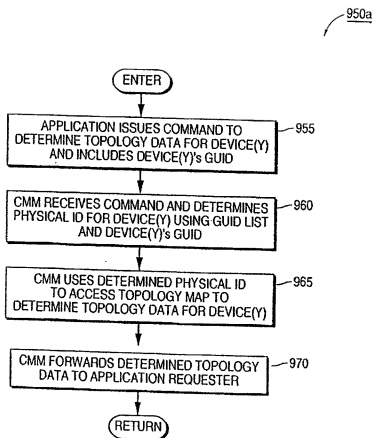 950a
ENTER
APPLICATION ISSUES COMMAND TO
DETERMINE TOPOLOGY DATA FOR DEVICE(Y)
AND INCLUDES DEVICE(Y)'s GUID
955
CMM RECEIVES COMMAND AND DETERMINES
PHYSICAL ID FOR DEVICE(Y) USING GUID LIST
AND DEVICE(Y)'s GUID
960
CMM USES DETERMINED PHYSICAL ID
TO ACCESS TOPOLOGY MAP TO
DETERMINE TOPOLOGY DATA FOR DEVICE(Y)
965
CMM FORWARDS DETERMINED TOPOLOGY
DATA TO APPLICATION REQUESTER
970
RETURN